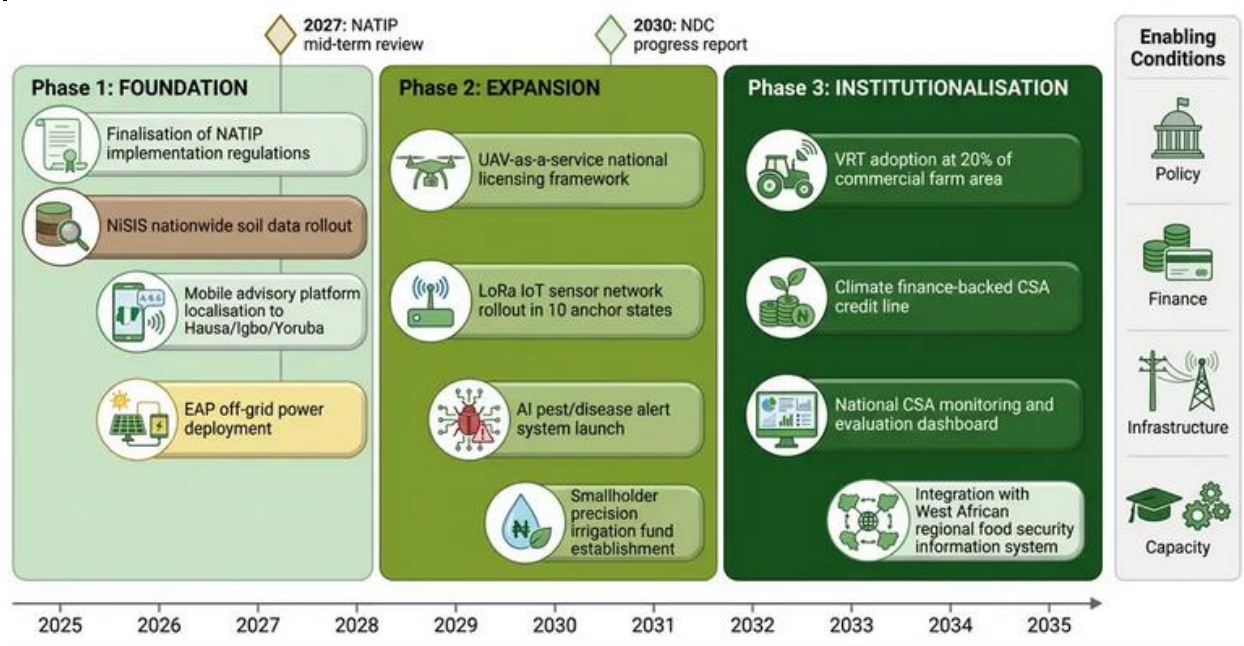 2027: NATIP
mid-term review
2030: NDC
progress report
Phase 1: FOUNDATION
Finalisation of NATIP
implementation regulations
NiSIS nationwide soil data rollout
Mobile advisory platform
localisation to
Hausa/Igbo/Yoruba
EAP off-grid power
deployment
Phase 2: EXPANSION
UAV-as-a-service national
licensing framework
LoRa IoT sensor network
rollout in 10 anchor states
AI pest/disease alert
system launch
₦
Smallholder
precision
irrigation fund
establishment
Phase 3: INSTITUTIONALISATION
VRT adoption at 20% of
commercial farm area
N
Climate finance-backed CSA
credit line
National CSA monitoring and
evaluation dashboard
Integration with
West African
regional food security
information system
Enabling
Conditions
Policy
Finance
Infrastructure
Capacity
2025 2026 2027 2028 2029 2030 2031 2032 2033 2034 2035